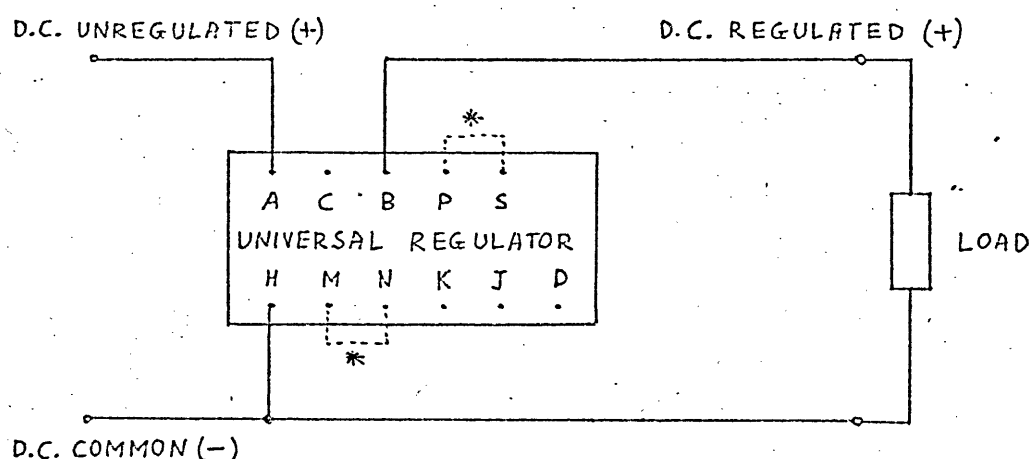 D.C. UNREGULATED (+)
D.C. REGULATED (+)
*
A C B P S
UNIVERSAL REGULATOR
H M N K J D
*
LOAD
D.C. COMMON (-)